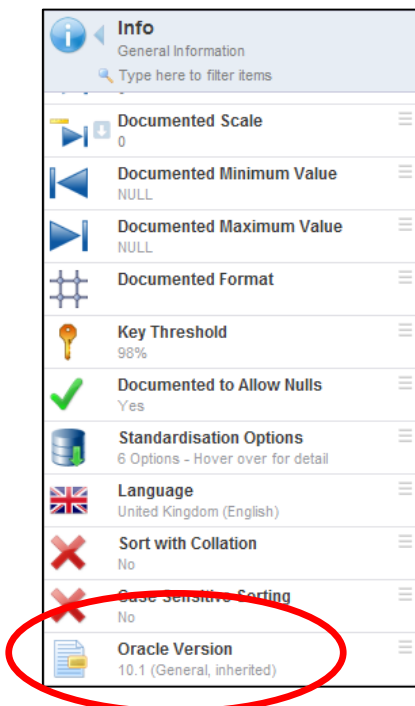 Info
General Information
Type here to filter items
Documented Scale
0
Documented Minimum Value
NULL
Documented Maximum Value
NULL
Documented Format
Key Threshold
98%
Documented to Allow Nulls
Yes
Standardisation Options
6 Options - Hover over for detail
Language
United Kingdom (English)
Sort with Collation
No
Case Sensitive Sorting
No
Oracle Version
10.1 (General, inherited)